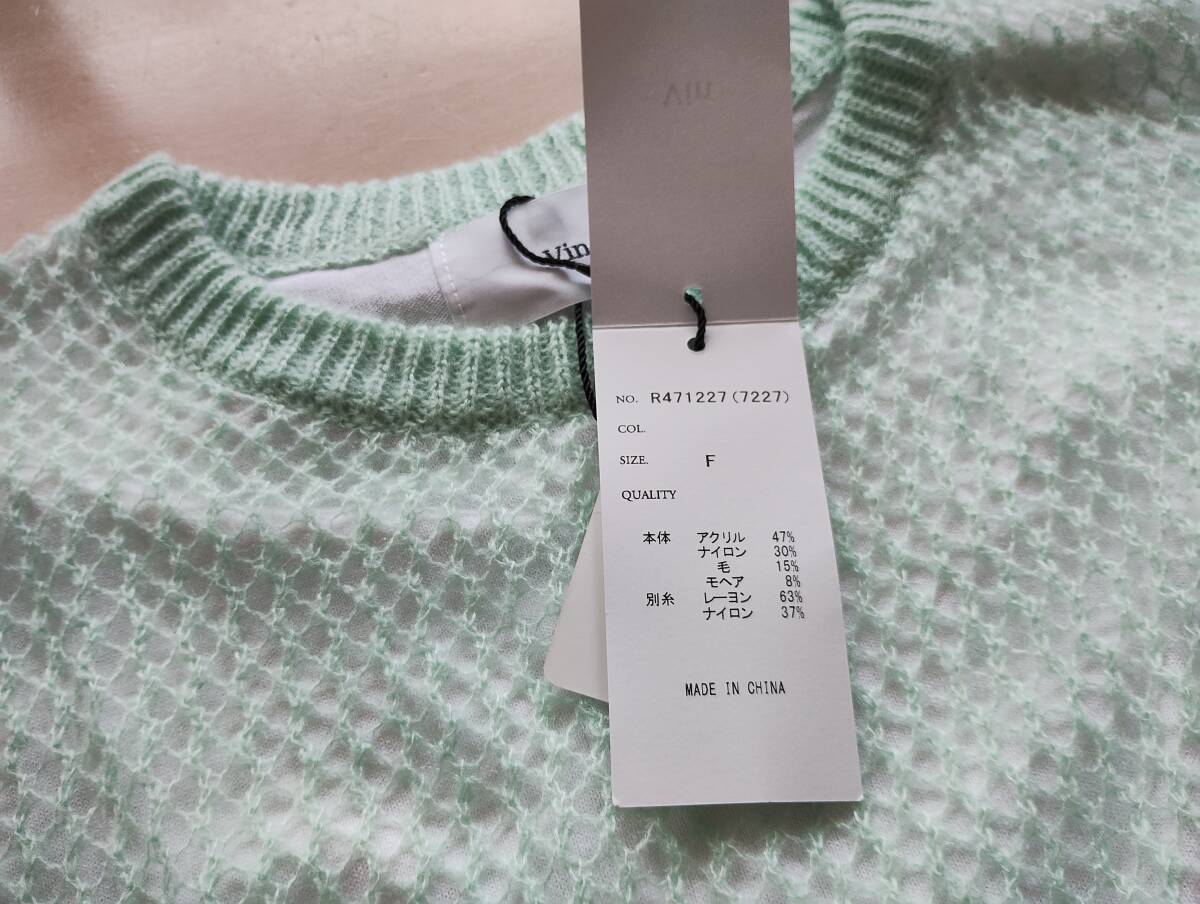 Vin
Vin
NO. R471227(7227)
COL.
SIZE. F
QUALITY
本体 アクリル 47%
ナイロン 30%
毛 15%
モヘア 8%
別糸 レーヨン 63%
ナイロン 37%
MADE IN CHINA